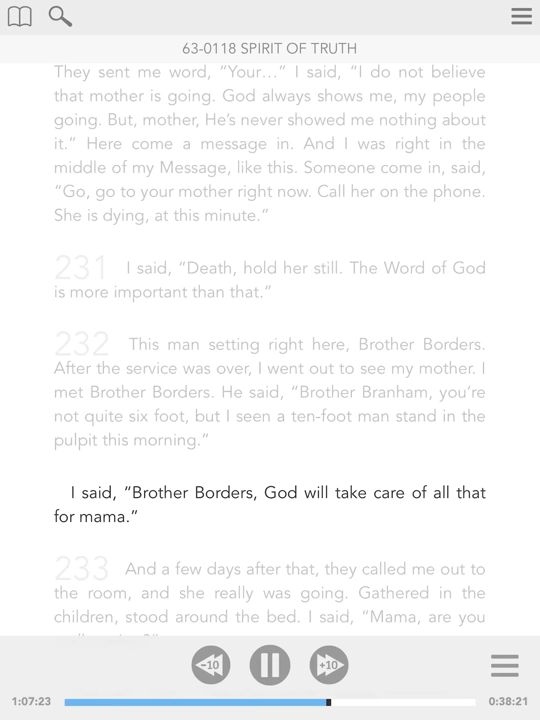 63-0118 SPIRIT OF TRUTH
They sent me word, “Your…” I said, “I do not believe
that mother is going. God always shows me, my people
going. But, mother, He’s never showed me nothing about
it.” Here come a message in. And I was right in the
middle of my Message, like this. Someone come in, said,
“Go, go to your mother right now. Call her on the phone.
She is dying, at this minute.”
231 I said, “Death, hold her still. The Word of God
is more important than that.”
232 This man setting right here, Brother Borders.
After the service was over, I went out to see my mother. I
met Brother Borders. He said, “Brother Branham, you’re
not quite six foot, but I seen a ten-foot man stand in the
pulpit this morning.”
I said, “Brother Borders, God will take care of all that
for mama.”
233 And a few days after that, they called me out to
the room, and she really was going. Gathered in the
children, stood around the bed. I said, “Mama, are you
-10
+10
1:07:23
0:38:21